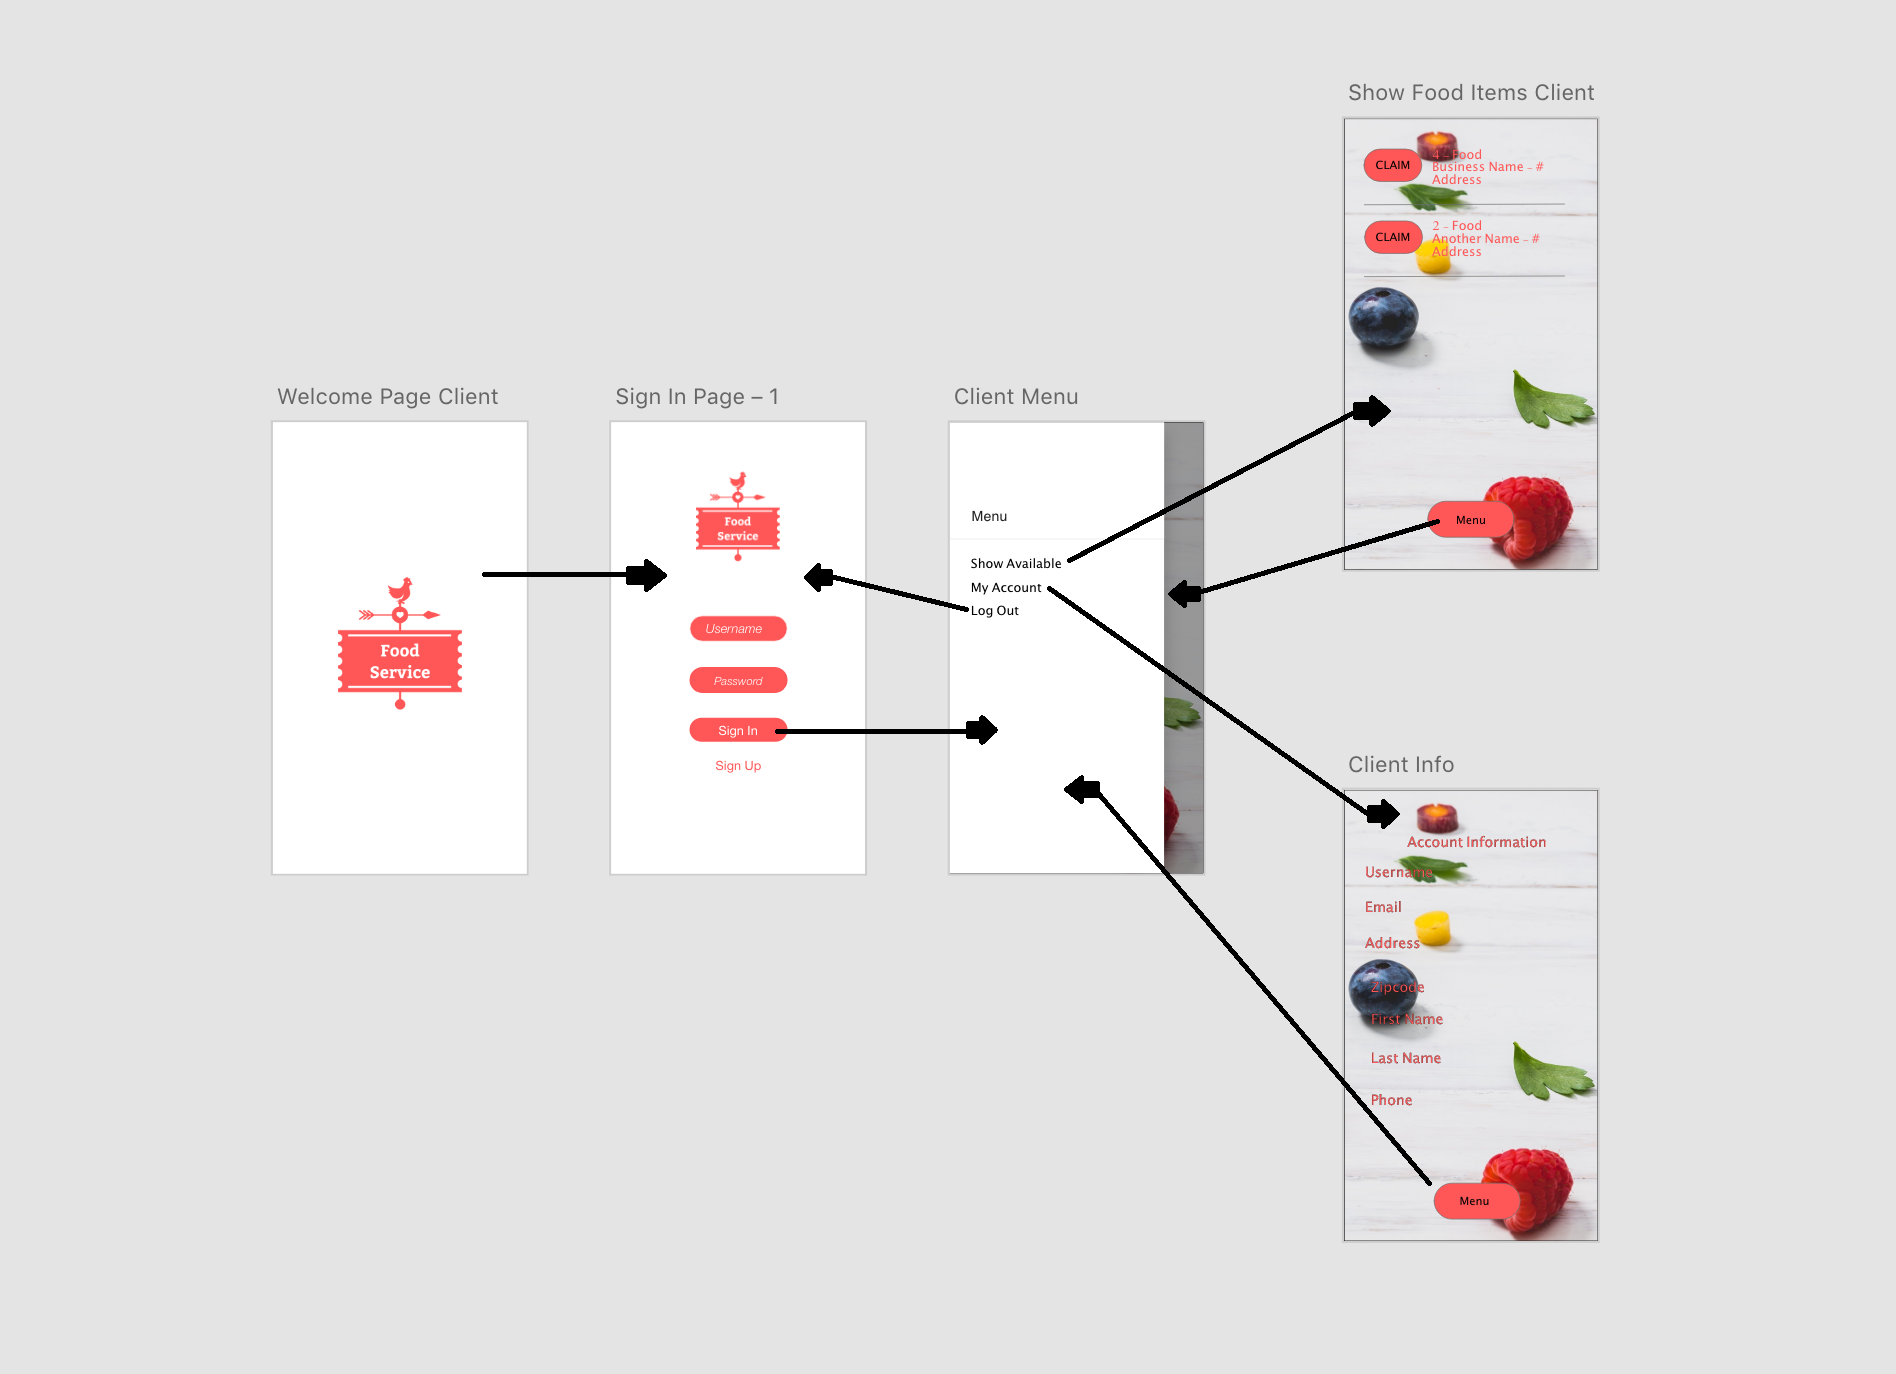 Show Food Items Client
CLAIM
4 - Food
Business Name - #
Address
CLAIM
2 - Food
Another Name - #
Address
Menu
Welcome Page Client
Food
Service
Sign In Page – 1
Food
Service
Username
Password
Sign In
Sign Up
Client Menu
Menu
Show Available
My Account
Log Out
Client Info
Account Information
Username
Email
Address
Zipcode
First Name
Last Name
Phone
Menu